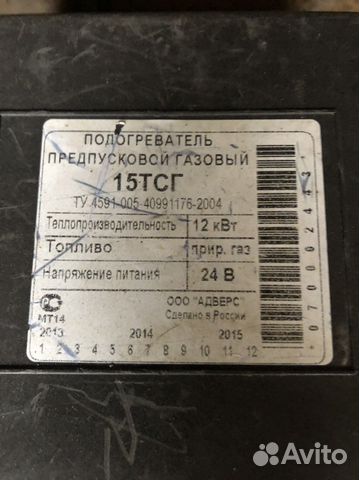 ПОДОГРЕВАТЕЛЬ
ПРЕДПУСКОВОЙ ГАЗОВЫЙ
15ТСГ
ТУ 4591-005-40991176-2004
Теплопроизводительность 12 кВт
Топливо прир. газ
Напряжение питания 24 В
ООО "АДВЕРС"
Сделано в России
МТ14
2013 2014 2015
1 2 3 4 5 6 7 8 9 10 11 12
Avito